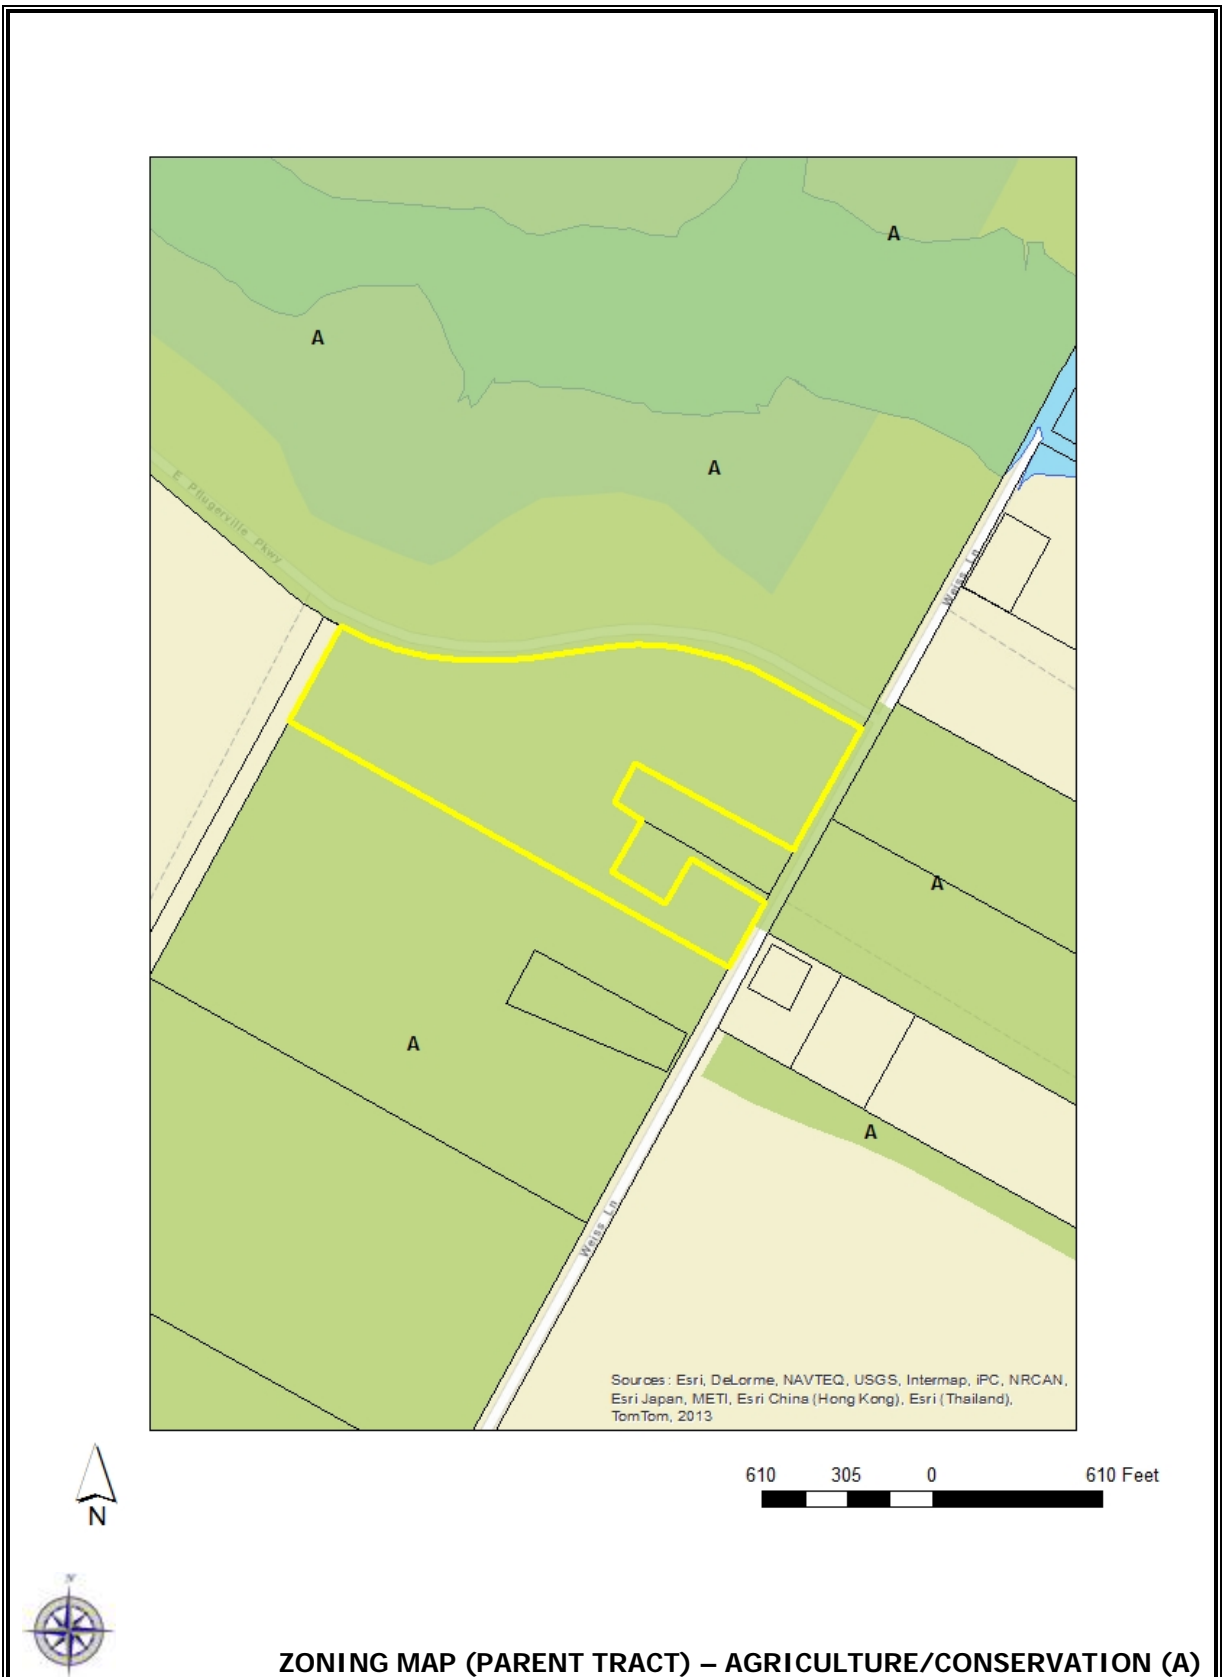 A
A
A
E Pflugerville Pkwy
Weiss Ln
A
A
A
Weiss Ln
Sources: Esri, DeLorme, NAVTEQ, USGS, Intermap, iPC, NRCAN,
Esri Japan, METI, Esri China (Hong Kong), Esri (Thailand),
TomTom, 2013
610 305 0 610 Feet
N
N
ZONING MAP (PARENT TRACT) – AGRICULTURE/CONSERVATION (A)